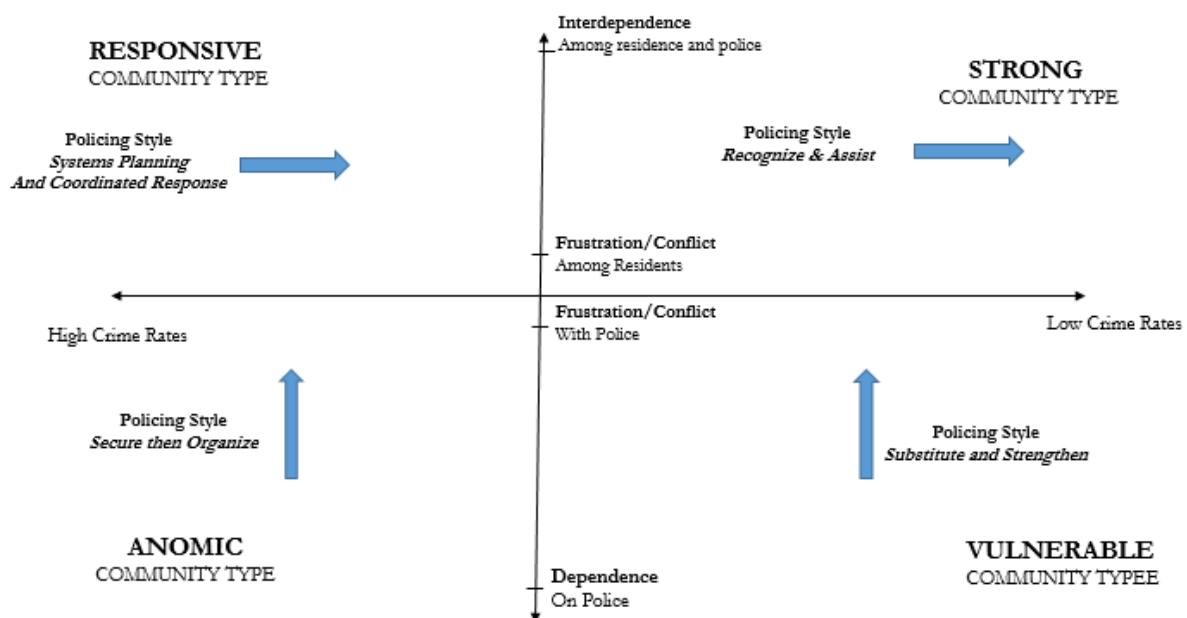 RESPONSIVE
COMMUNITY TYPE
Policing Style
Systems Planning
And Coordinated Response
Interdependence
Among residence and police
STRONG
COMMUNITY TYPE
Policing Style
Recognize & Assist
Frustration/Conflict
Among Residents
Frustration/Conflict
With Police
High Crime Rates
Low Crime Rates
Policing Style
Secure then Organize
Policing Style
Substitute and Strengthen
ANOMIC
COMMUNITY TYPE
Dependence
On Police
VULNERABLE
COMMUNITY TYPEE